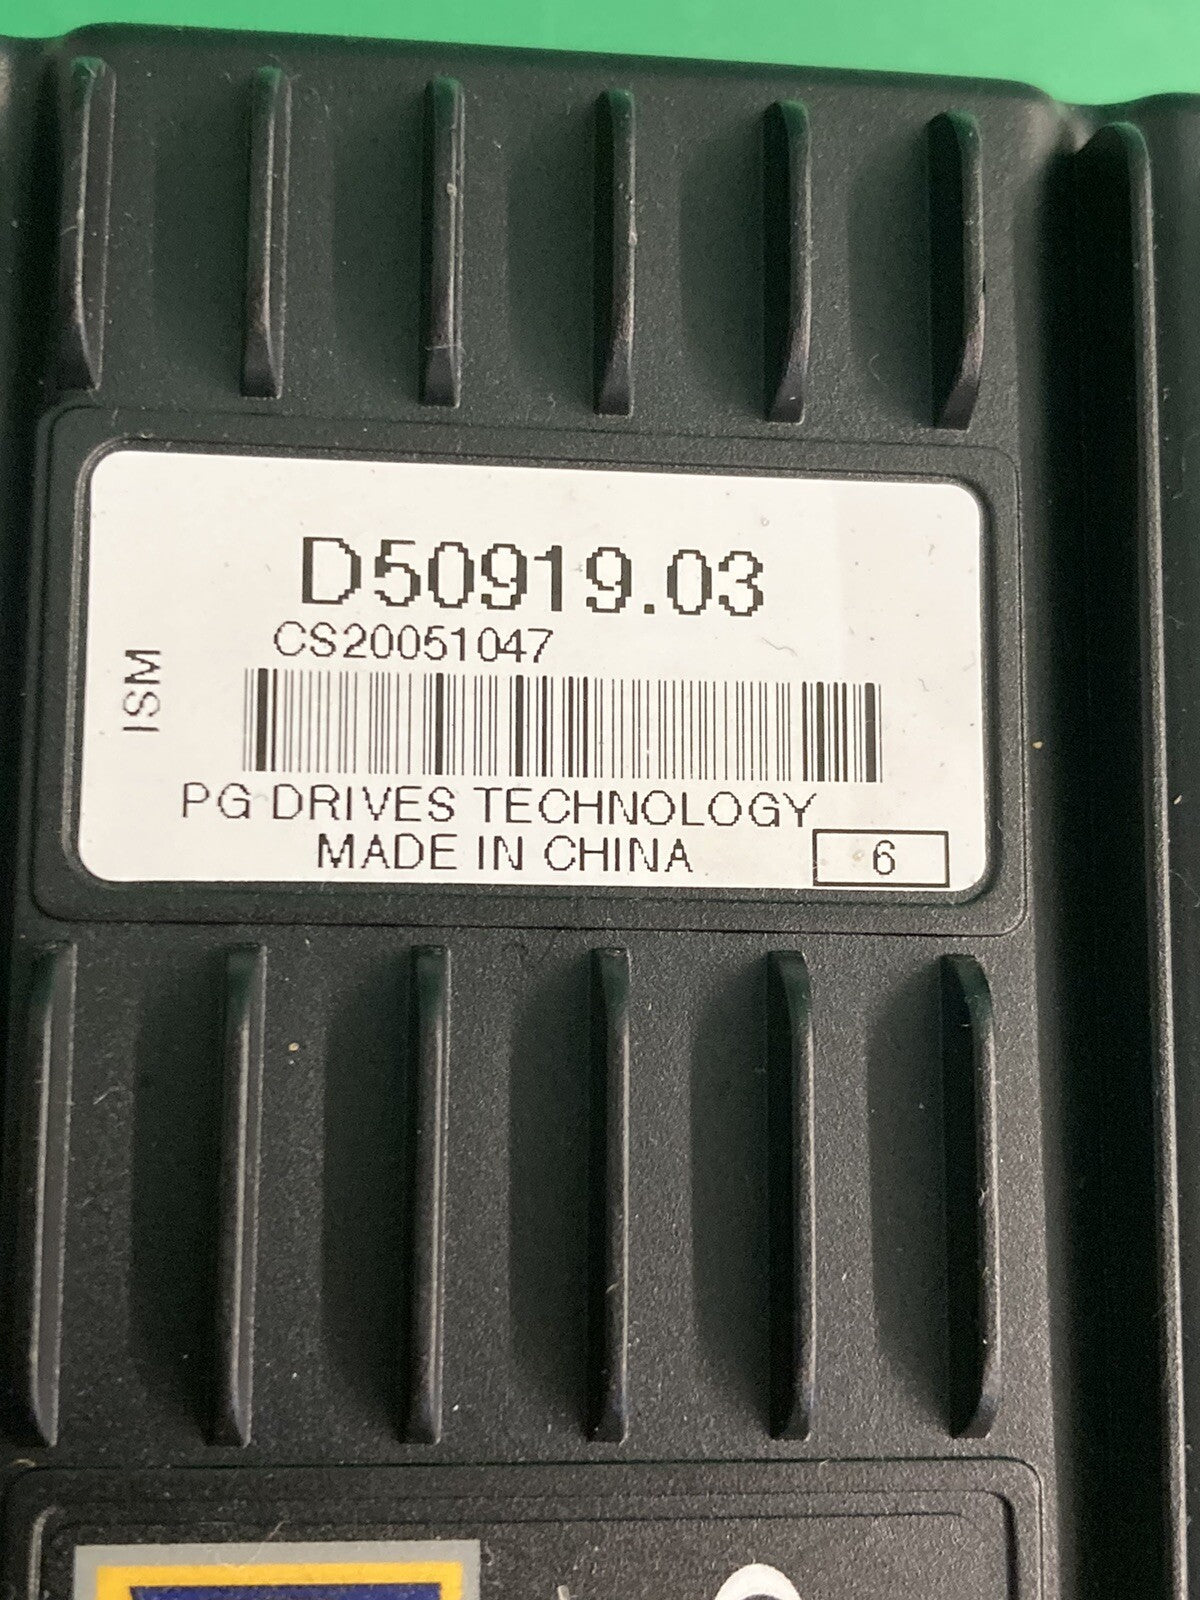 D50919.03
CS20051047
ISM
PG DRIVES TECHNOLOGY
MADE IN CHINA
6